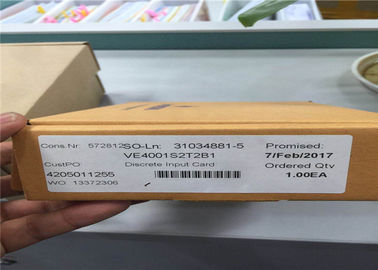 Cons.Nr: 572812 SO-Ln: 31034881-5 Promised:
VE4001S2T2B1 7/Feb/2017
CustPO: Discrete Input Card Ordered Qty
4205011255 1.00EA
WO 13372306